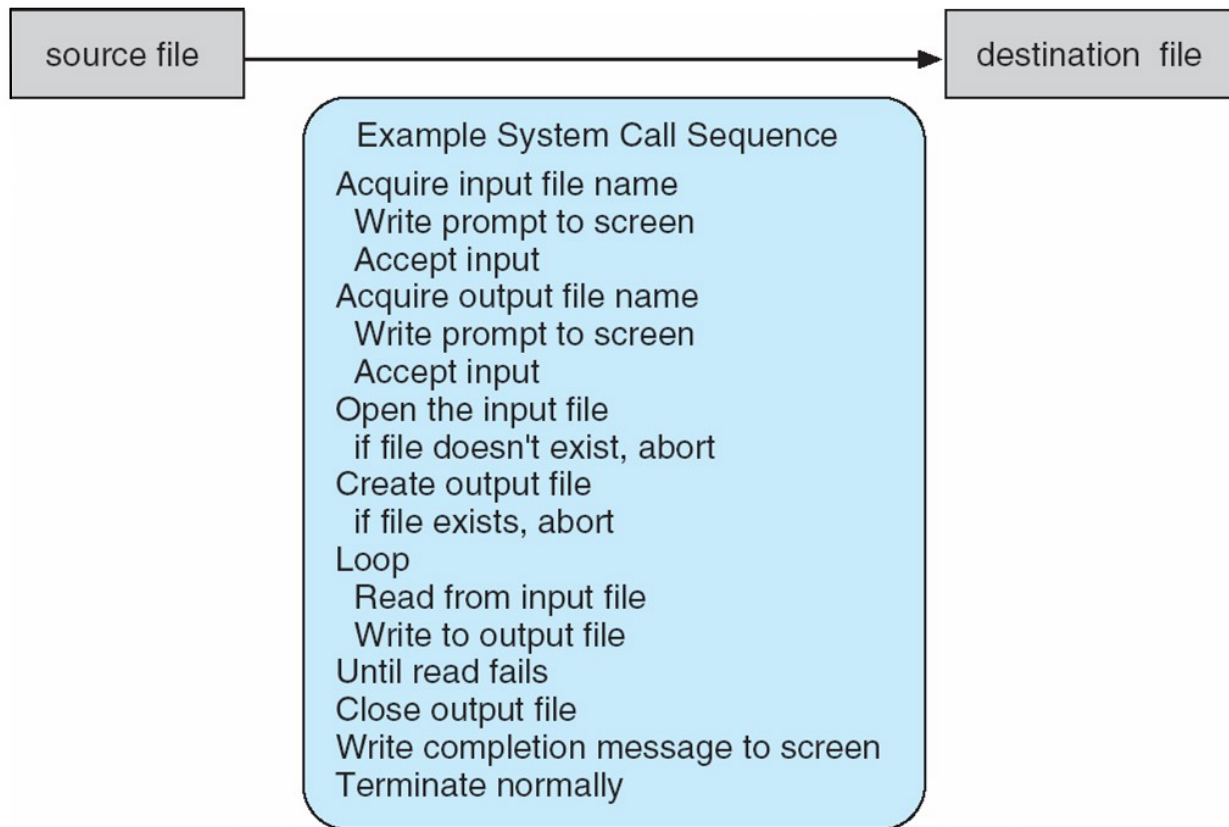 source file
destination file
Example System Call Sequence
Acquire input file name
Write prompt to screen
Accept input
Acquire output file name
Write prompt to screen
Accept input
Open the input file
if file doesn't exist, abort
Create output file
if file exists, abort
Loop
Read from input file
Write to output file
Until read fails
Close output file
Write completion message to screen
Terminate normally